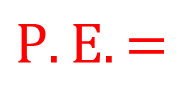 P. E. =